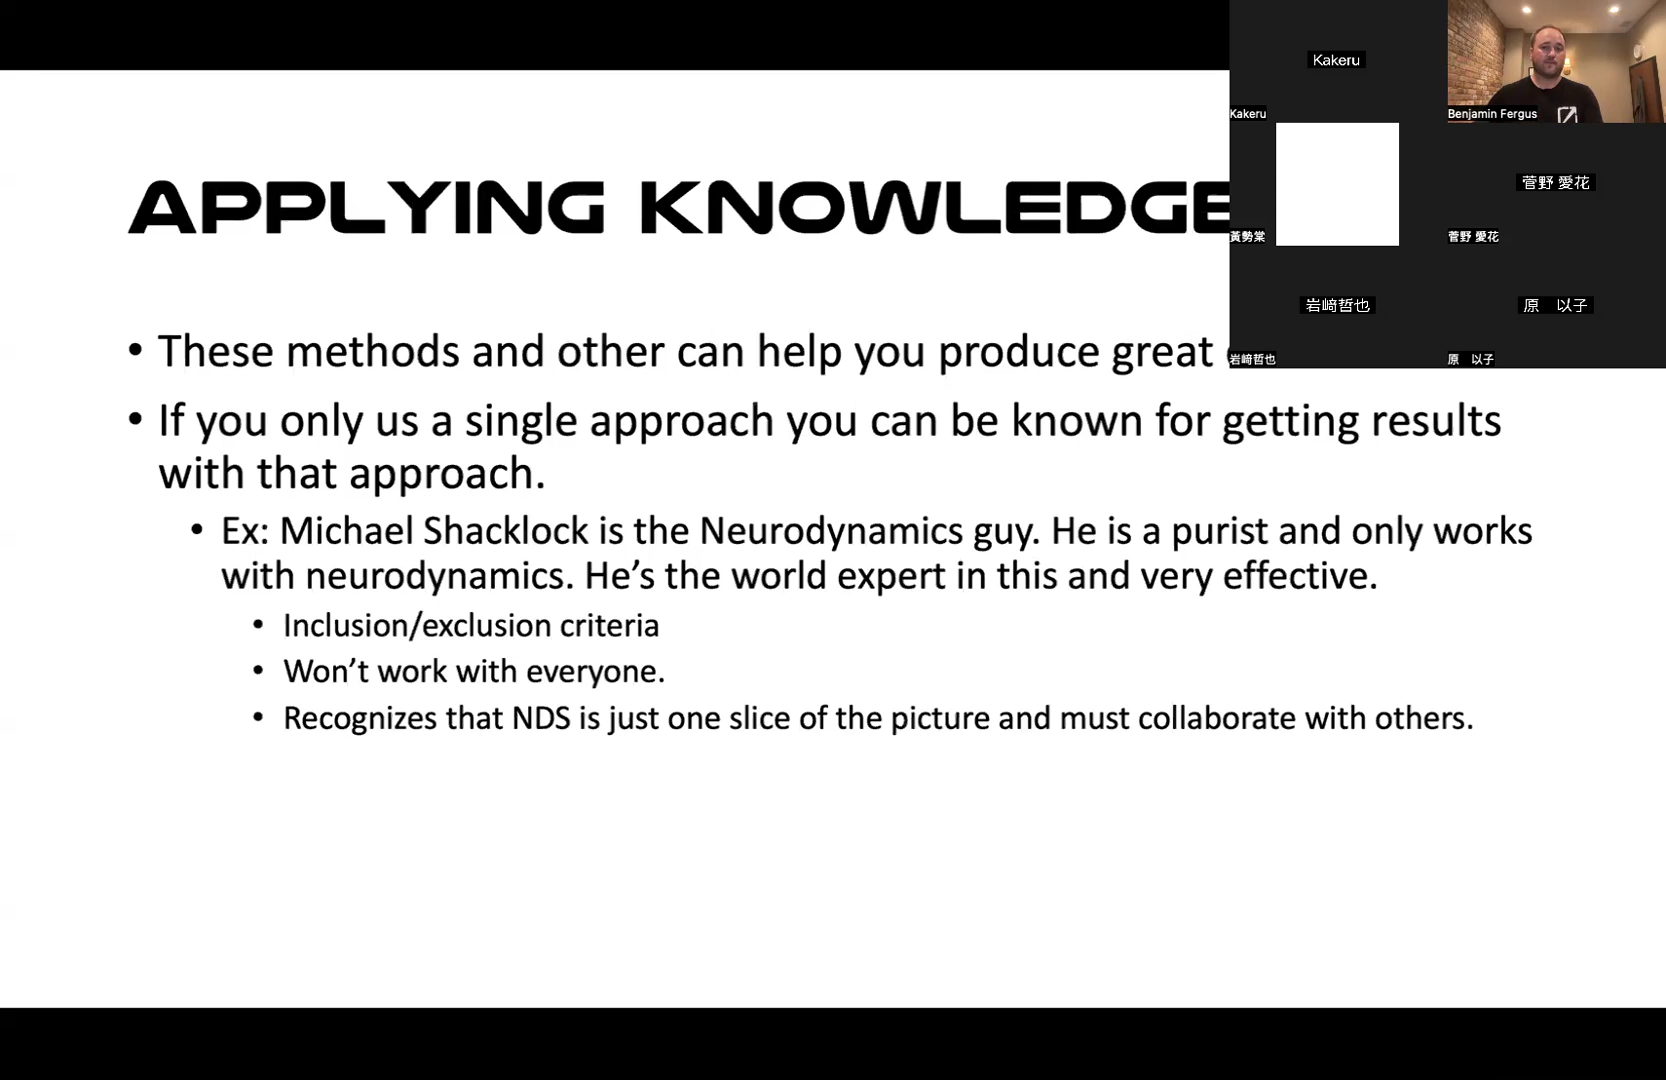 APPLYING KNOWLEDGE
• These methods and other can help you produce great
• If you only us a single approach you can be known for getting results
with that approach.
• Ex: Michael Shacklock is the Neurodynamics guy. He is a purist and only works
with neurodynamics. He’s the world expert in this and very effective.
• Inclusion/exclusion criteria
• Won’t work with everyone.
• Recognizes that NDS is just one slice of the picture and must collaborate with others.
Kakeru
Kakeru
Benjamin Fergus
黃勢棠
菅野 愛花
菅野 愛花
岩﨑哲也
岩﨑哲也
原　以子
原　以子